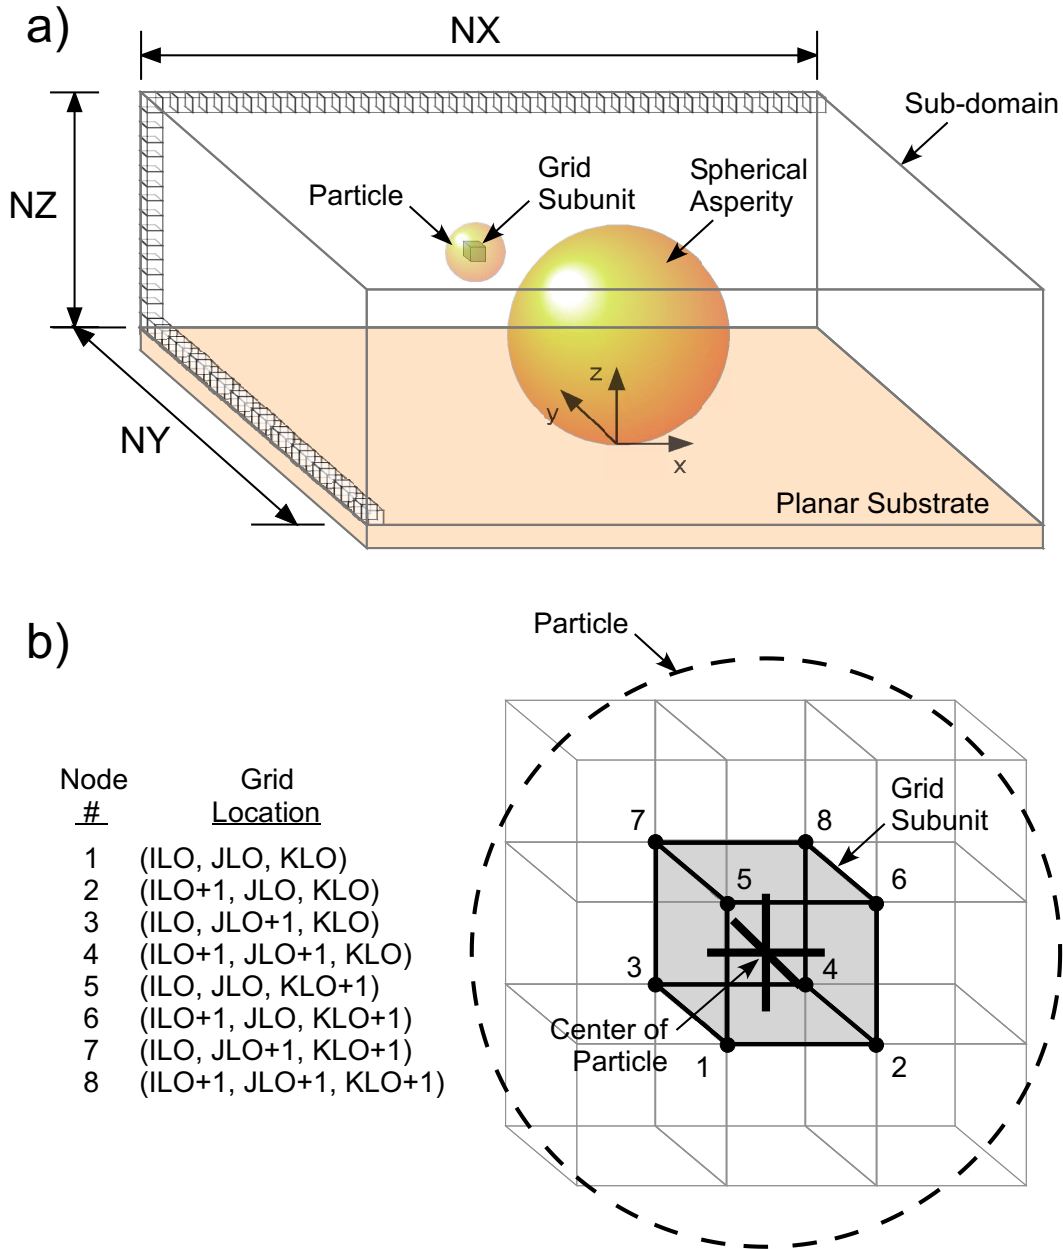 a)
NX
Sub-domain
NZ
Particle
Grid
Subunit
Spherical
Asperity
z
y
x
NY
Planar Substrate
b)
Particle
Node
#
Grid
Location
1 (ILO, JLO, KLO)
2 (ILO+1, JLO, KLO)
3 (ILO, JLO+1, KLO)
4 (ILO+1, JLO+1, KLO)
5 (ILO, JLO, KLO+1)
6 (ILO+1, JLO, KLO+1)
7 (ILO, JLO+1, KLO+1)
8 (ILO+1, JLO+1, KLO+1)
Grid
Subunit
7
8
5
6
3
4
Center of
Particle
1
2